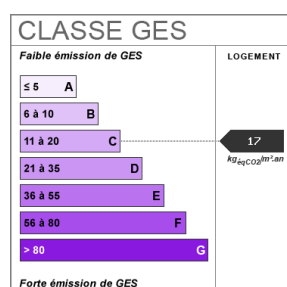 CLASSE GES
Faible émission de GES
LOGEMENT
≤ 5 A
6 à 10 B
11 à 20 C
17
kgéqCO2/m².an
21 à 35 D
36 à 55 E
56 à 80 F
> 80 G
Forte émission de GES